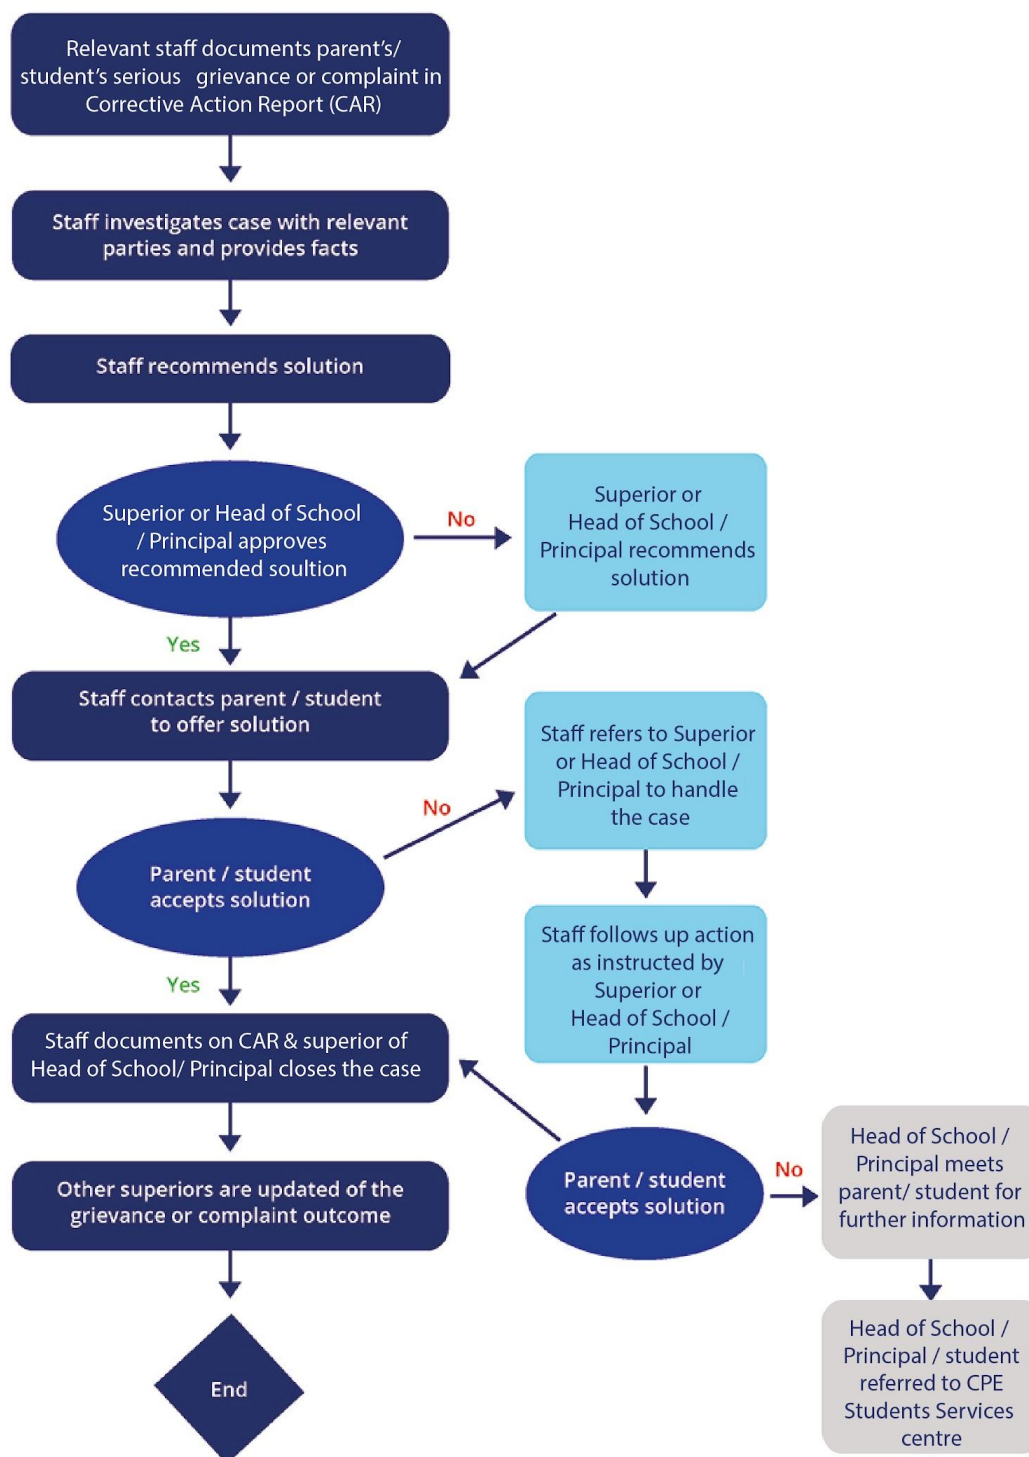 Relevant staff documents parent's/
student's serious grievance or complaint in
Corrective Action Report (CAR)
Staff investigates case with relevant
parties and provides facts
Staff recommends solution
Superior or Head of School
/ Principal approves
recommended soultion
No
Superior or
Head of School /
Principal recommends
solution
Yes
Staff contacts parent / student
to offer solution
Staff refers to Superior
or Head of School /
Principal to handle
the case
No
Parent / student
accepts solution
Staff follows up action
as instructed by
Superior or
Head of School /
Principal
Yes
Staff documents on CAR & superior of
Head of School/ Principal closes the case
Parent / student
accepts solution
No
Head of School /
Principal meets
parent/ student for
further information
Other superiors are updated of the
grievance or complaint outcome
Head of School /
Principal / student
referred to CPE
Students Services
centre
End